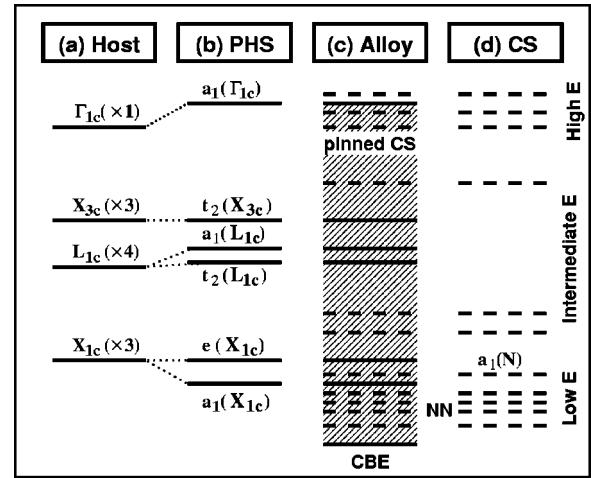 (a) Host (b) PHS (c) Alloy (d) CS
a₁(Γ₁c)
Γ₁c(×1)
High E
pinned CS
X₃c(×3) t₂(X₃c)
a₁(L₁c)
L₁c(×4)
t₂(L₁c)
Intermediate E
X₁c(×3) e(X₁c) a₁(N)
a₁(X₁c)
NN
Low E
CBE